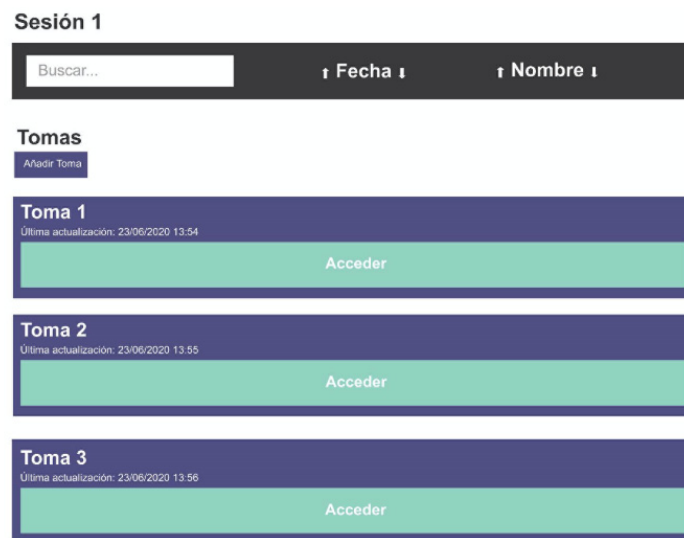 Sesión 1
Buscar... ⬆ Fecha ⬇ ⬆ Nombre ⬇
Tomas
Añadir Toma
Toma 1
Última actualización: 23/06/2020 13:54
Acceder
Toma 2
Última actualización: 23/06/2020 13:55
Acceder
Toma 3
Última actualización: 23/06/2020 13:56
Acceder